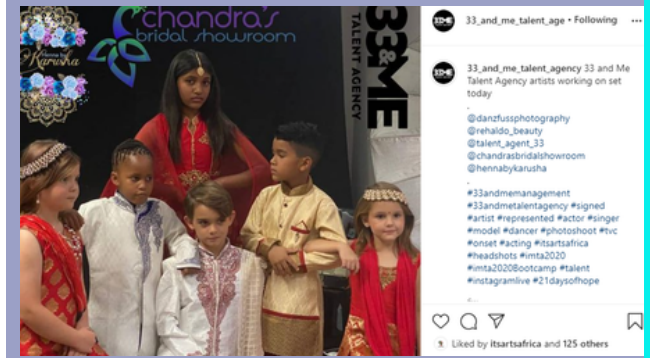 chandra's
bridal showroom
Karusha
33&ME
TALENT AGENCY
33_and_me_talent_age • Following
33_and_me_talent_agency 33 and Me
Talent Agency artists working on set
today
.
@danzfussphotography
@rehaldo_beauty
@talent_agent_33
@chandrasbridalshowroom
@hennabykarusha
.
#33andmemanagement
#33andmetalentagency #signed
#artist #represented #actor #singer
#model #dancer #photoshoot #tvc
#onset #acting #itsartsafrica
#headshots #imta2020
#imta2020Bootcamp #talent
#instagramlive #21daysofhope
Liked by itsartsafrica and 125 others